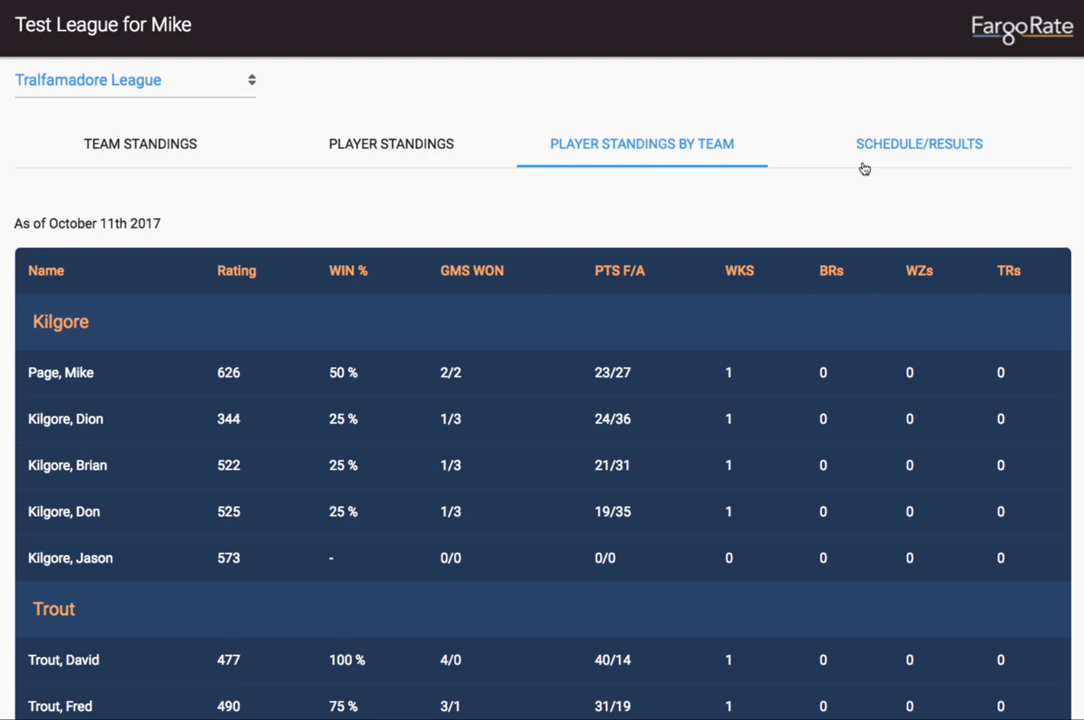 Test League for Mike
FargoRate
Tralfamadore League
TEAM STANDINGS PLAYER STANDINGS PLAYER STANDINGS BY TEAM SCHEDULE/RESULTS
As of October 11th 2017
Name Rating WIN % GMS WON PTS F/A WKS BRs WZs TRs
Kilgore
Page, Mike 626 50 % 2/2 23/27 1 0 0 0
Kilgore, Dion 344 25 % 1/3 24/36 1 0 0 0
Kilgore, Brian 522 25 % 1/3 21/31 1 0 0 0
Kilgore, Don 525 25 % 1/3 19/35 1 0 0 0
Kilgore, Jason 573 - 0/0 0/0 0 0 0 0
Trout
Trout, David 477 100 % 4/0 40/14 1 0 0 0
Trout, Fred 490 75 % 3/1 31/19 1 0 0 0